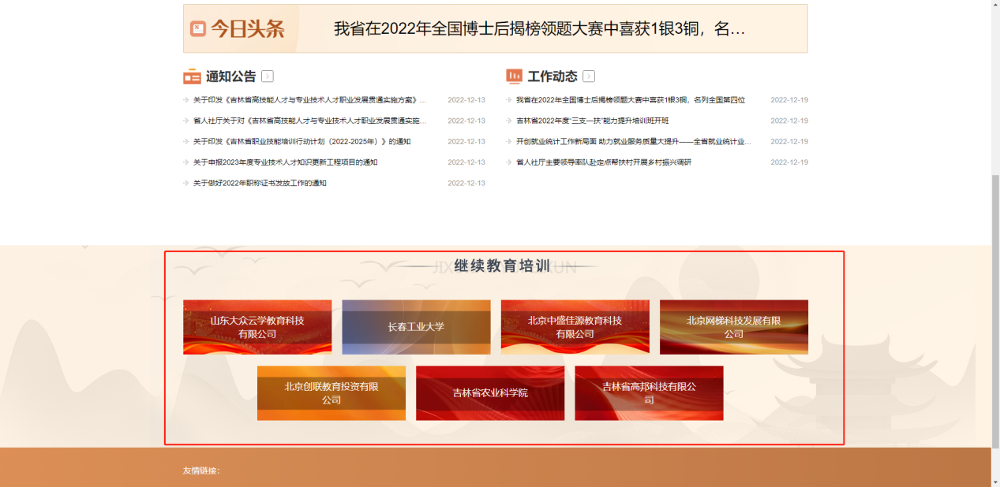 今日头条
我省在2022年全国博士后揭榜领题大赛中喜获1银3铜，名…
通知公告
关于印发《吉林省高技能人才与专业技术人才职业发展贯通实施方案》... 2022-12-13
省人社厅关于对《吉林省高技能人才与专业技术人才职业发展贯通实施... 2022-12-13
关于印发《吉林省职业技能培训行动计划（2022-2025年）》的通知 2022-12-13
关于申报2023年度专业技术人才知识更新工程项目的通知 2022-12-13
关于做好2022年职称证书发放工作的通知 2022-12-13
工作动态
我省在2022年全国博士后揭榜领题大赛中喜获1银3铜，名列全国第四位 2022-12-19
吉林省2022年度“三支一扶”能力提升培训班开班 2022-12-19
开创就业统计工作新局面 助力就业服务质量大提升——全省就业统计业... 2022-12-19
省人社厅主要领导率队赴定点帮扶村开展乡村振兴调研 2022-12-19
继续教育培训
山东大众云学教育科技
有限公司
长春工业大学
北京中盛佳源教育科技
有限公司
北京网梯科技发展有限
公司
北京创联教育投资有限
公司
吉林省农业科学院
吉林省高邦科技有限公
司
友情链接：